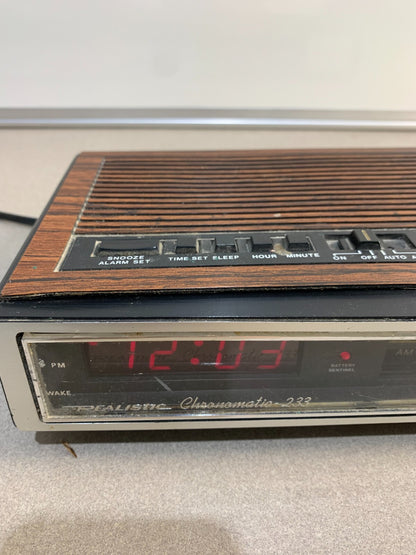 SNOOZE TIME SET SLEEP HOUR MINUTE ON OFF AUTO
ALARM SET
PM 12:03 BATTERY AM
SENTINEL
WAKE
REALISTIC Chronomatic-233